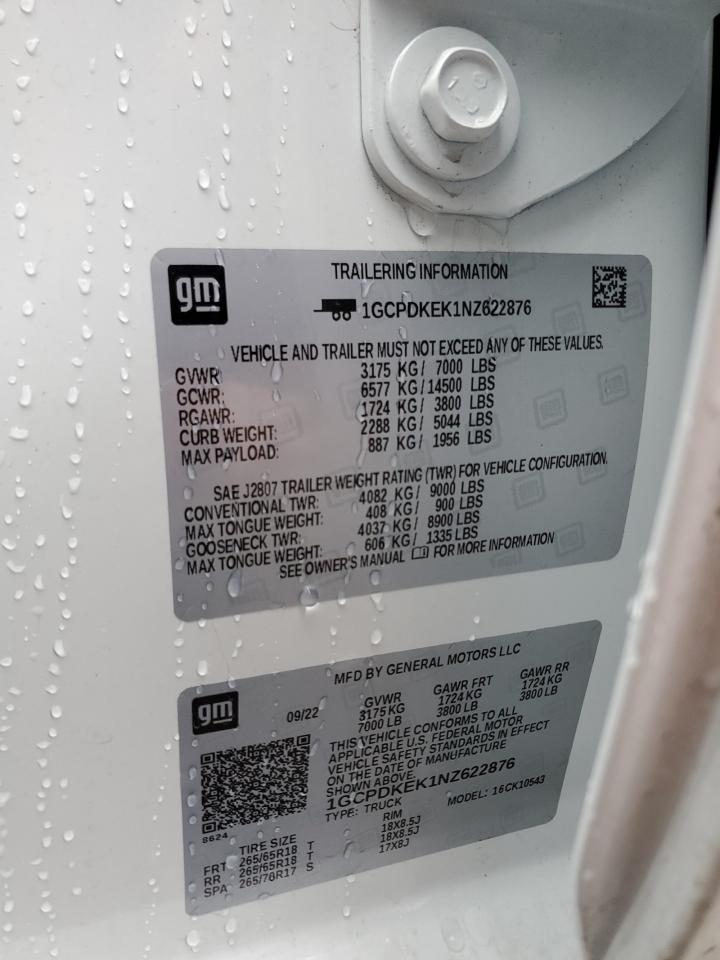 gm
TRAILERING INFORMATION
1GCPDKEK1NZ622876
VEHICLE AND TRAILER MUST NOT EXCEED ANY OF THESE VALUES.
GVWR: 3175 KG/ 7000 LBS
GCWR: 6577 KG/ 14500 LBS
RGAWR: 1724 KG/ 3800 LBS
CURB WEIGHT: 2288 KG/ 5044 LBS
MAX PAYLOAD: 887 KG/ 1956 LBS
SAE J2807 TRAILER WEIGHT RATING (TWR) FOR VEHICLE CONFIGURATION.
CONVENTIONAL TWR: 4082 KG/ 9000 LBS
MAX TONGUE WEIGHT: 408 KG/ 900 LBS
GOOSENECK TWR: 4037 KG/ 8900 LBS
MAX TONGUE WEIGHT: 606 KG/ 1335 LBS
SEE OWNER'S MANUAL FOR MORE INFORMATION
gm
MFD BY GENERAL MOTORS LLC
09/22
GVWR GAWR FRT GAWR RR
3175 KG 1724 KG 1724 KG
7000 LB 3800 LB 3800 LB
THIS VEHICLE CONFORMS TO ALL
APPLICABLE U.S. FEDERAL MOTOR
VEHICLE SAFETY STANDARDS IN EFFECT
ON THE DATE OF MANUFACTURE
SHOWN ABOVE.
1GCPDKEK1NZ622876
TYPE: TRUCK MODEL: 16CK10543
8624
TIRE SIZE RIM
FRT 265/65R18 T 18X8.5J
RR 265/65R18 T 18X8.5J
SPA 265/70R17 S 17X8J